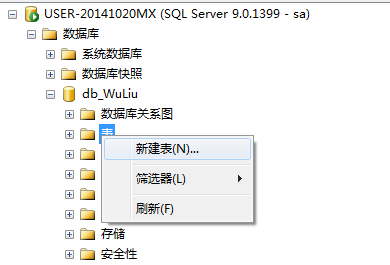 USER-20141020MX (SQL Server 9.0.1399 - sa)
数据库
系统数据库
数据库快照
db_WuLiu
数据库关系图
表
新建表(N)...
筛选器(L)
刷新(F)
存储
安全性